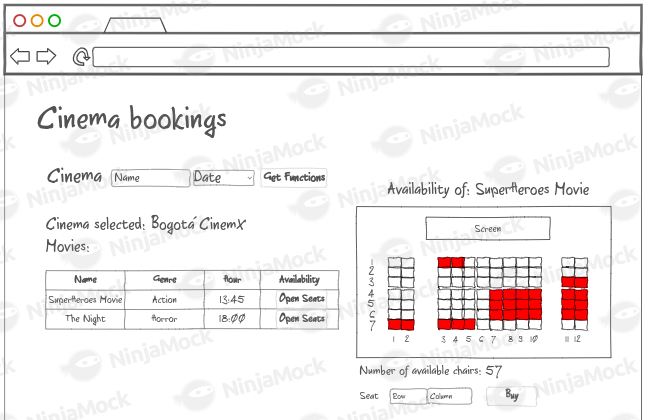 Cinema bookings
Cinema Name Date Get Functions
Cinema selected: Bogotá CinemX
Movies:
Name Genre Hour Availability
SuperHeroes Movie Action 13:45 Open Seats
The Night Horror 18:00 Open Seats
Availability of: SuperHeroes Movie
Screen
1
2
3
4
5
6
7
1 2 3 4 5 6 7 8 9 10 11 12
Number of available chairs: 57
Seat Row Column Buy
NinjaMock